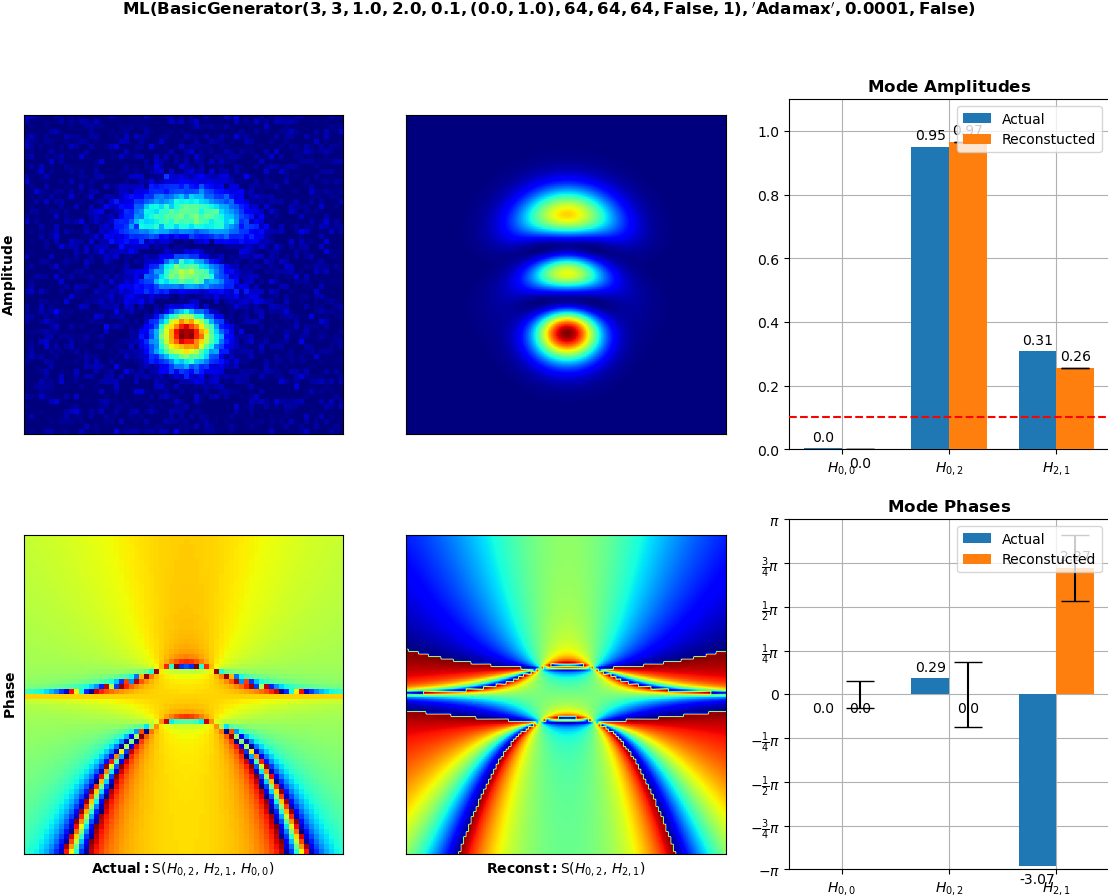 ML(BasicGenerator(3, 3, 1.0, 2.0, 0.1, (0.0, 1.0), 64, 64, 64, False, 1), ′Adamax′, 0.0001, False)
Mode Amplitudes
Amplitude
Actual
Reconstucted
1.0
0.8
0.6
0.4
0.2
0.0
0.0
0.0
0.95
0.97
0.31
0.26
H0,0
H0,2
H2,1
Mode Phases
Phase
Actual
Reconstucted
π
3/4π
1/2π
1/4π
0
−1/4π
−1/2π
−3/4π
−π
0.0
0.0
0.29
0.0
-3.07
H0,0
H0,2
H2,1
Actual: S(H0,2, H2,1, H0,0)
Reconst: S(H0,2, H2,1)